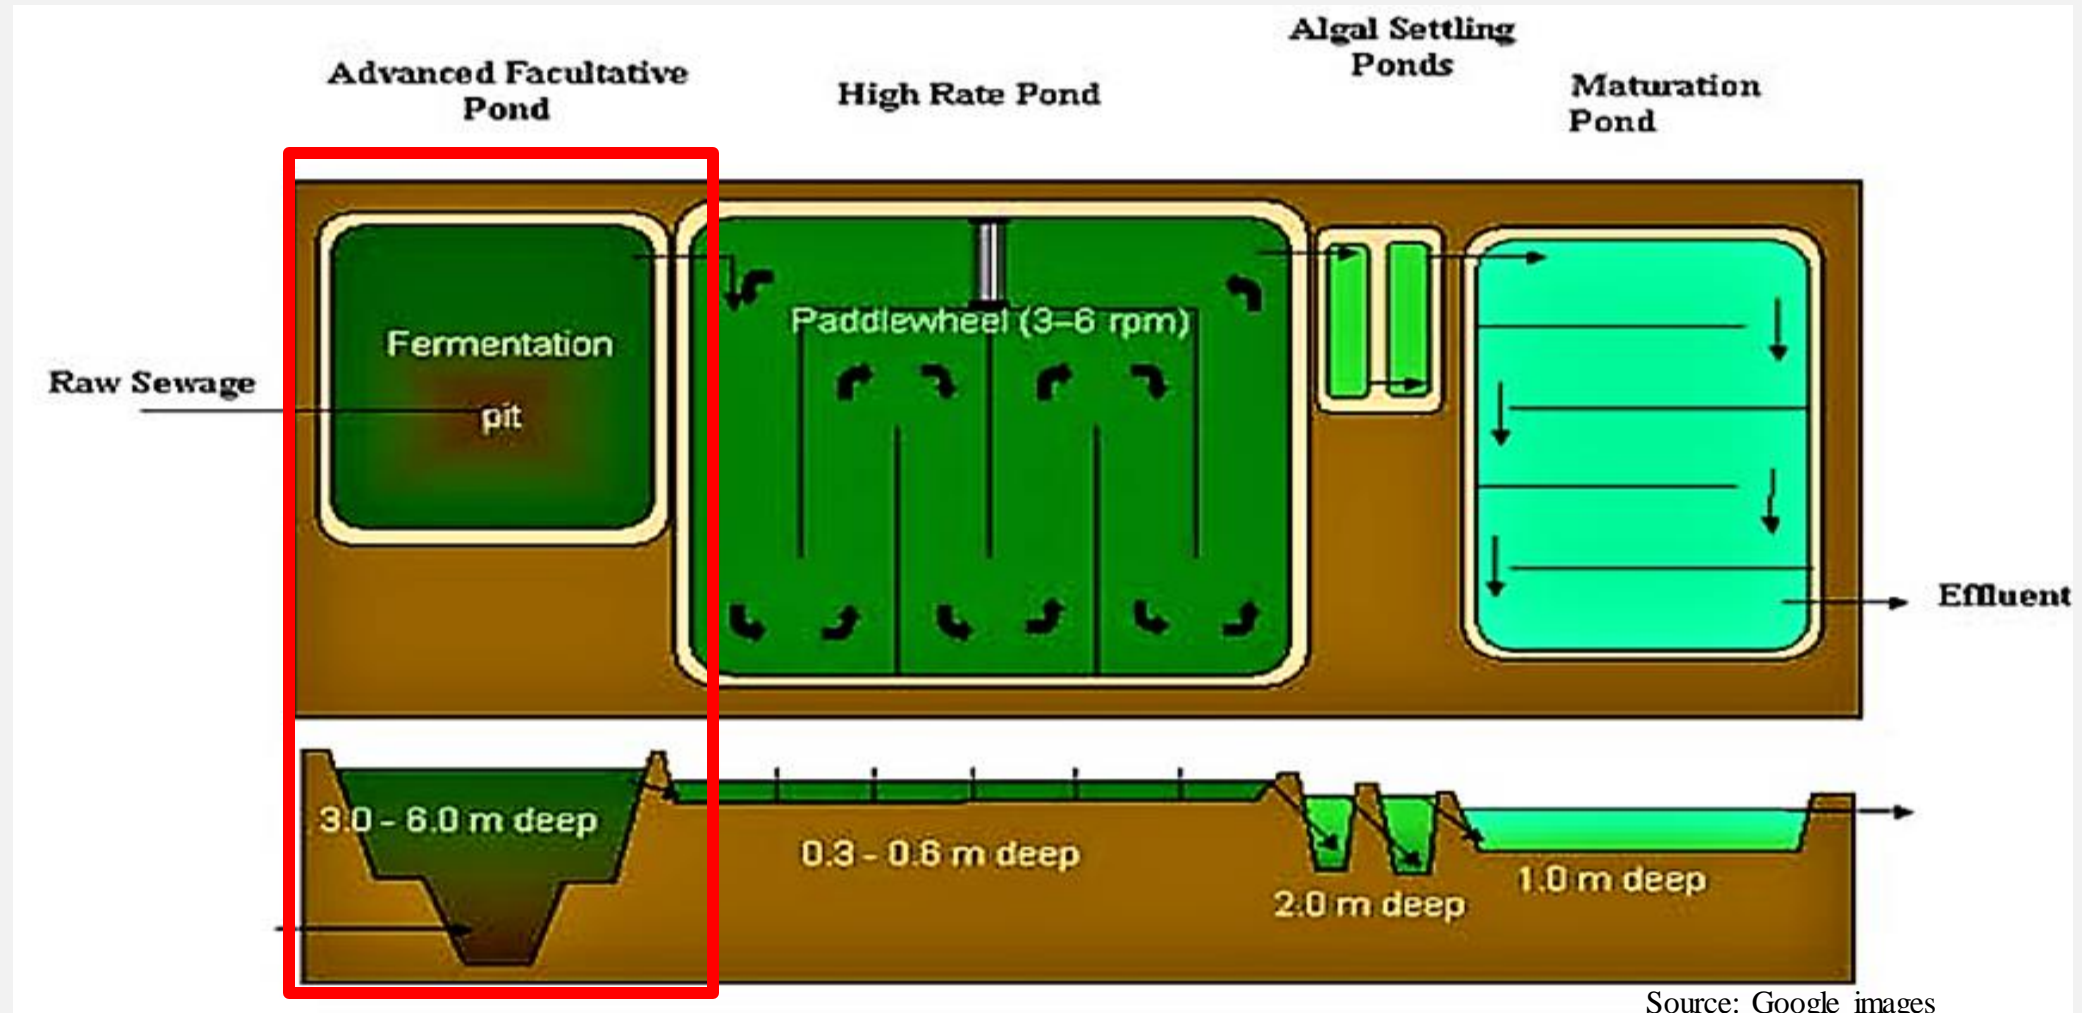 Advanced Facultative
Pond
High Rate Pond
Algal Settling
Ponds
Maturation
Pond
Raw Sewage
Fermentation
pit
Paddlewheel (3–6 rpm)
Effluent
3.0 - 6.0 m deep
0.3 - 0.6 m deep
2.0 m deep
1.0 m deep
Source: Google images